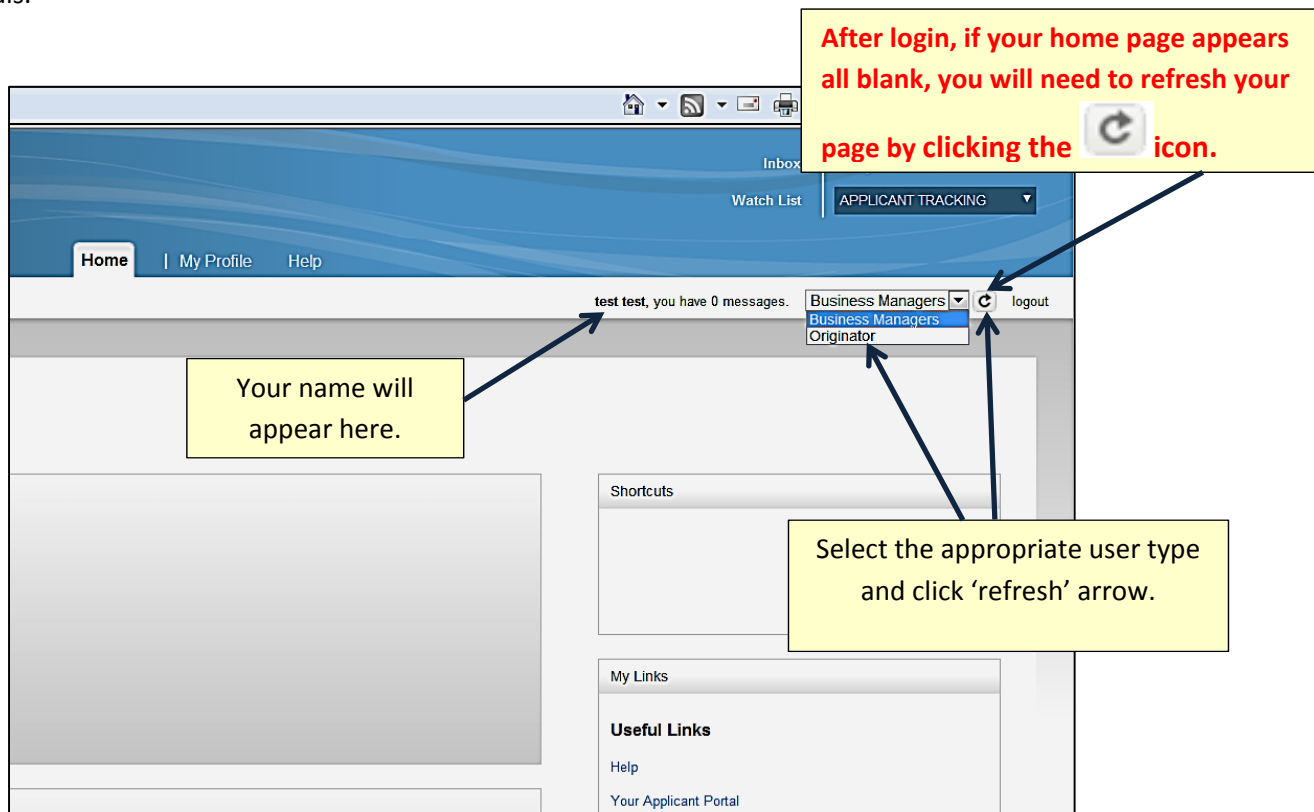 After login, if your home page appears
all blank, you will need to refresh your
page by clicking the icon.
Inbox
Watch List
APPLICANT TRACKING
Home | My Profile Help
test test, you have 0 messages. Business Managers logout
Business Managers
Originator
Your name will
appear here.
Shortcuts
Select the appropriate user type
and click ‘refresh’ arrow.
My Links
Useful Links
Help
Your Applicant Portal